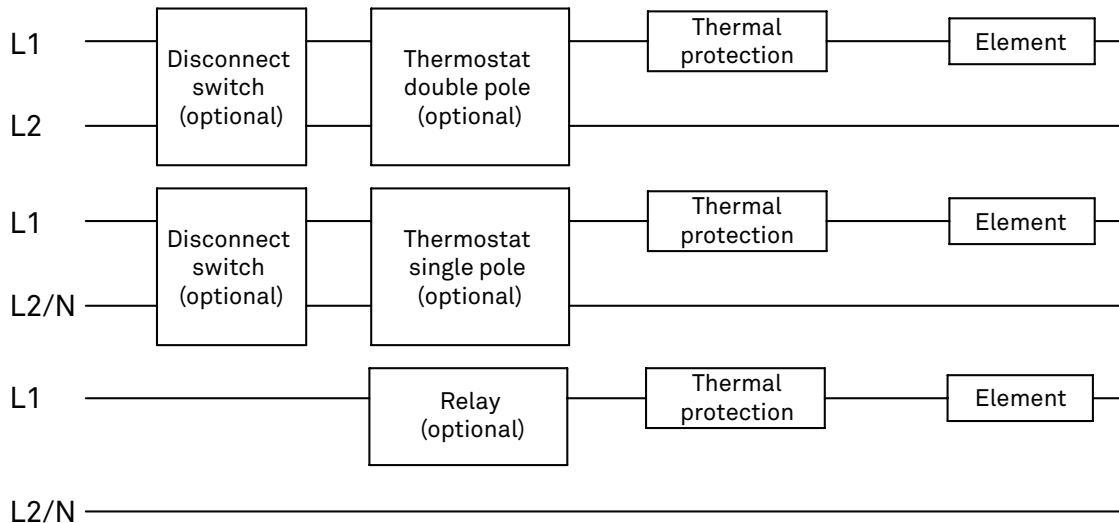 L1
Disconnect
switch
(optional)
Thermostat
double pole
(optional)
Thermal
protection
Element
L2
L1
Disconnect
switch
(optional)
Thermostat
single pole
(optional)
Thermal
protection
Element
L2/N
L1
Relay
(optional)
Thermal
protection
Element
L2/N